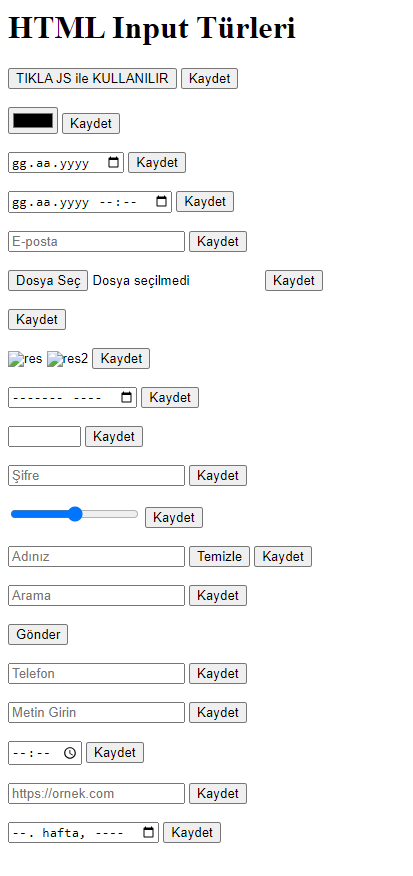 HTML Input Türleri
TIKLA JS ile KULLANILIR Kaydet
Kaydet
gg.aa.yyyy Kaydet
gg.aa.yyyy --:-- Kaydet
E-posta Kaydet
Dosya Seç Dosya seçilmedi Kaydet
Kaydet
res res2 Kaydet
------- ---- Kaydet
Kaydet
Şifre Kaydet
Kaydet
Adınız Temizle Kaydet
Arama Kaydet
Gönder
Telefon Kaydet
Metin Girin Kaydet
--:-- Kaydet
https://ornek.com Kaydet
--. hafta, ---- Kaydet